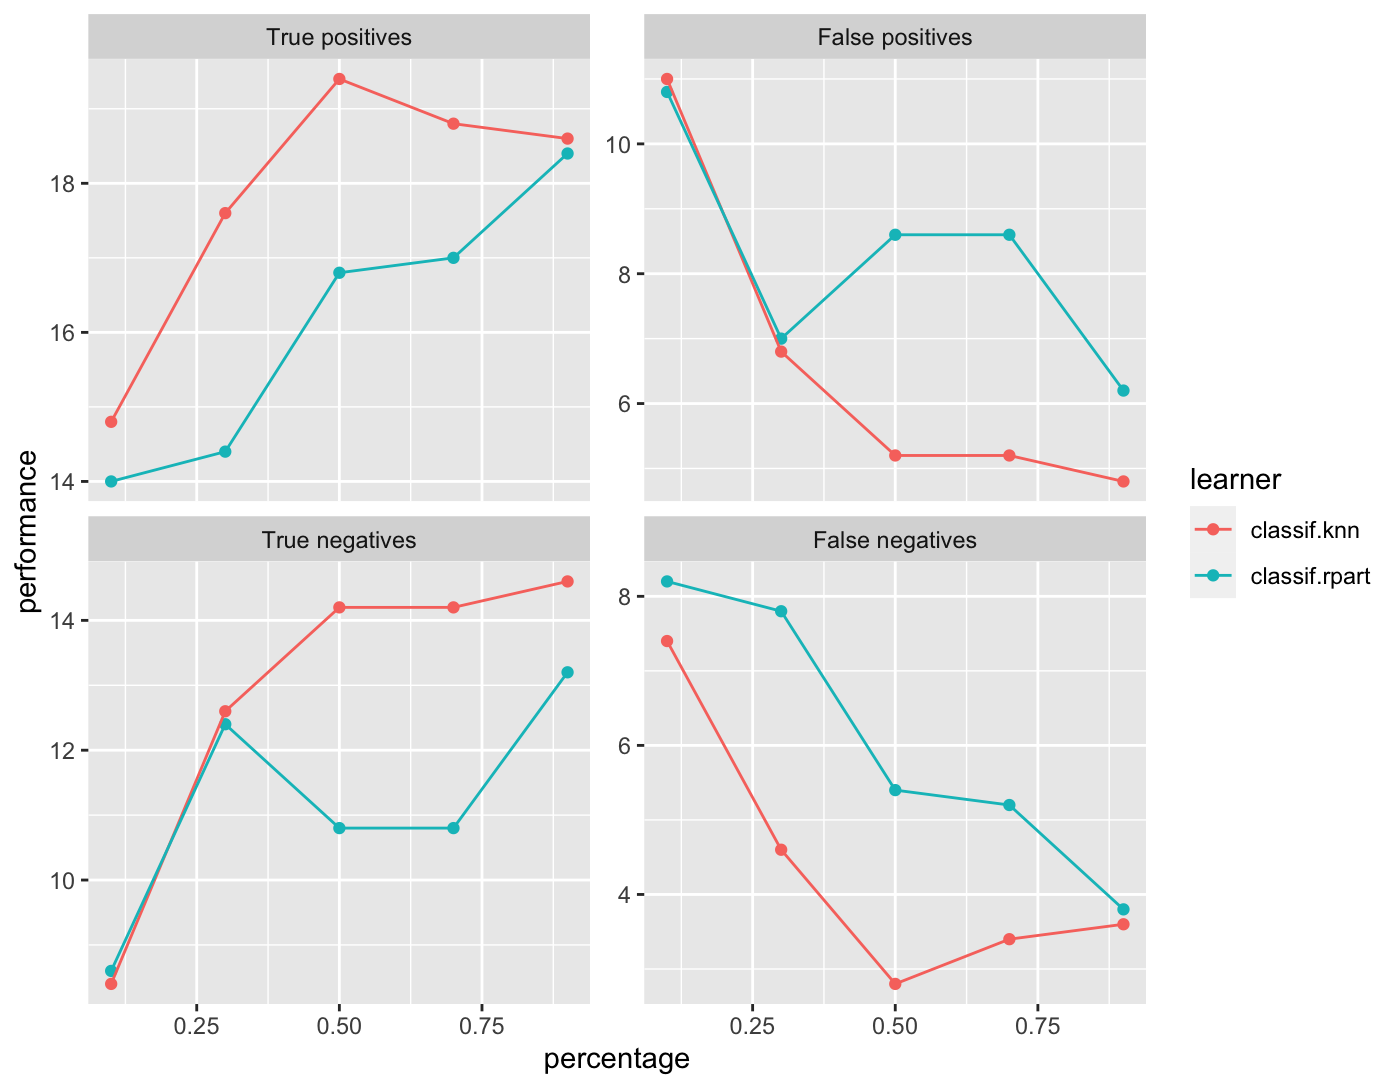 True positives
False positives
18
16
14
10
8
6
True negatives
False negatives
14
12
10
8
6
4
0.25 0.50 0.75
0.25 0.50 0.75
percentage
performance
learner
classif.knn
classif.rpart